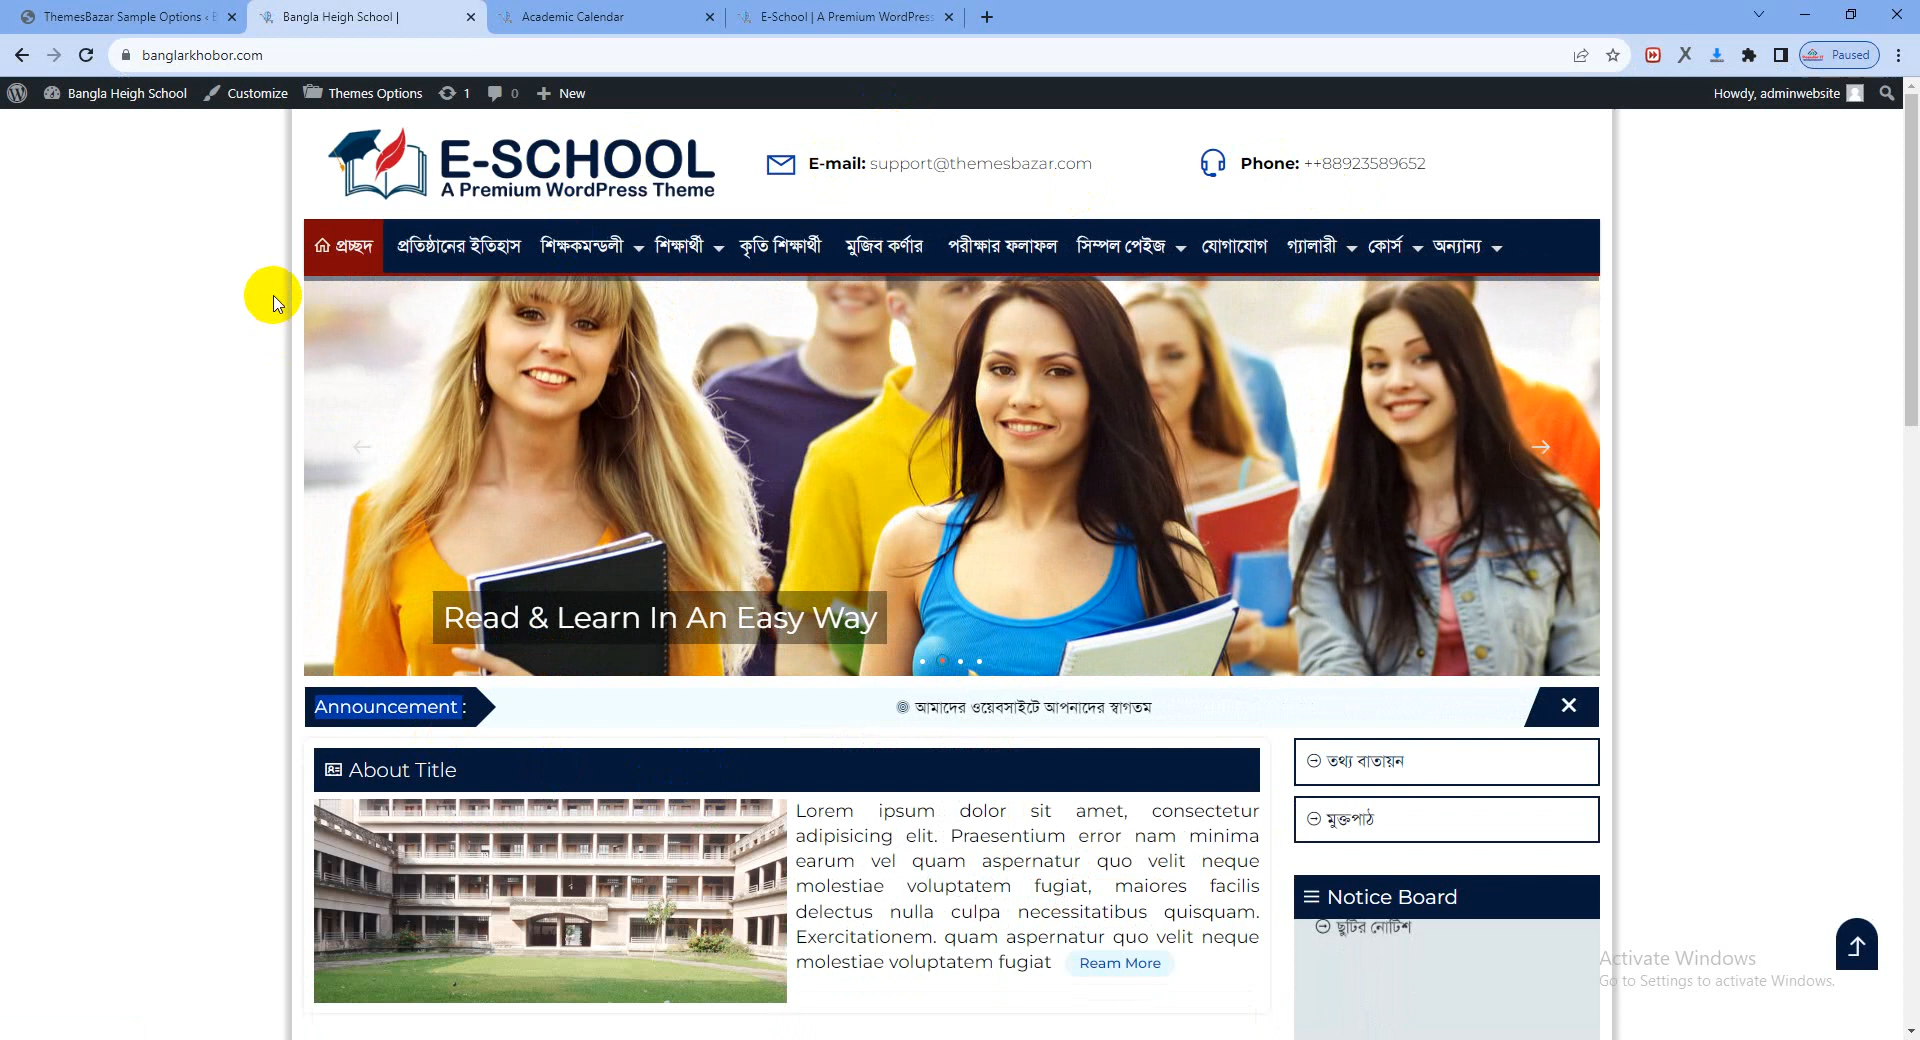 ThemesBazar Sample Options ‹
Bangla Heigh School |
Academic Calendar
E-School | A Premium WordPress
banglarkhobor.com
Paused
Bangla Heigh School
Customize
Themes Options
1
0
New
Howdy, adminwebsite
E-SCHOOL
A Premium WordPress Theme
E-mail: support@themesbazar.com
Phone: ++88923589652
প্রচ্ছদ
প্রতিষ্ঠানের ইতিহাস
শিক্ষকমন্ডলী
শিক্ষার্থী
কৃতি শিক্ষার্থী
মুজিব কর্ণার
পরীক্ষার ফলাফল
সিম্পল পেইজ
যোগাযোগ
গ্যালারী
কোর্স
অন্যান্য
Read & Learn In An Easy Way
Announcement :
আমাদের ওয়েবসাইটে আপনাদের স্বাগতম
About Title
Lorem ipsum dolor sit amet, consectetur
adipisicing elit. Praesentium error nam minima
earum vel quam aspernatur quo velit neque
molestiae voluptatem fugiat, maiores facilis
delectus nulla culpa necessitatibus quisquam.
Exercitationem. quam aspernatur quo velit neque
molestiae voluptatem fugiat Ream More
তথ্য বাতায়ন
মুক্তপাঠ
Notice Board
ছুটির নোটিশ
Activate Windows
Go to Settings to activate Windows.